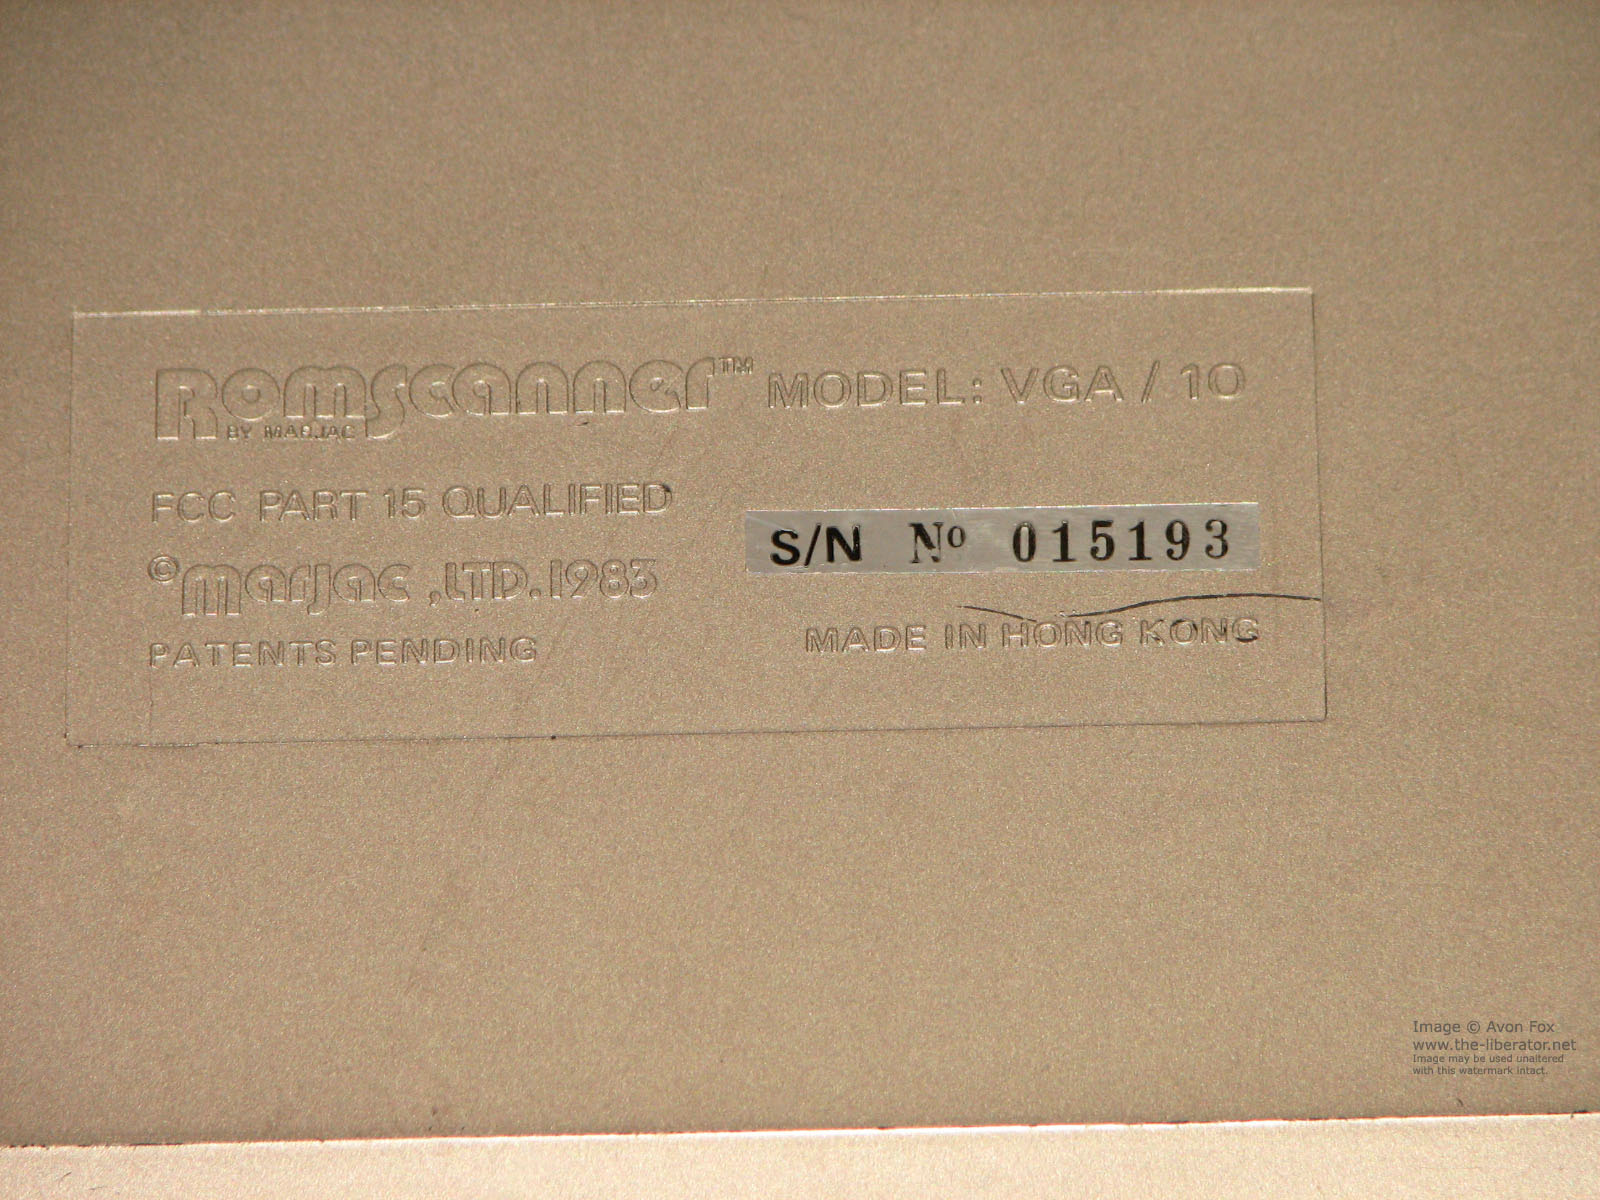 Romscanner™ MODEL: VGA / 10
BY MARJAC
FCC PART 15 QUALIFIED
S/N Nº 015193
©Marjac, LTD. 1983
MADE IN HONG KONG
PATENTS PENDING
Image © Avon Fox
www.the-liberator.net
Image may be used unaltered
with this watermark intact.